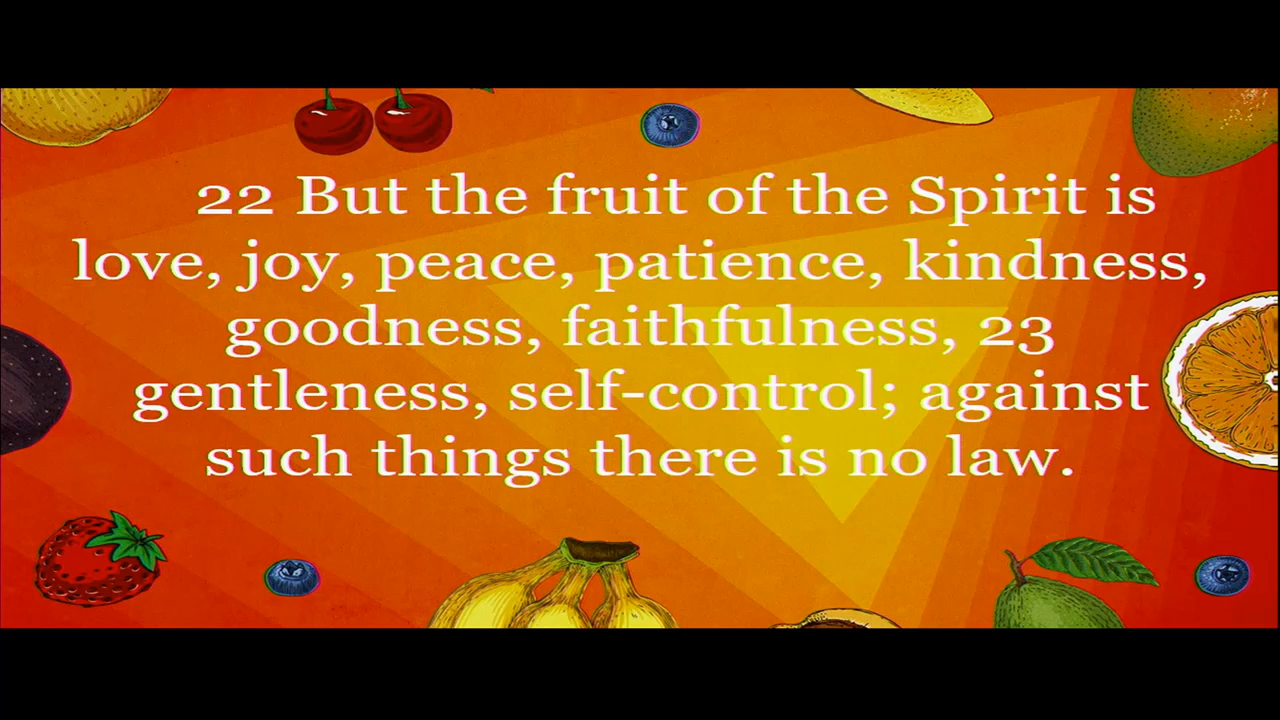 22 But the fruit of the Spirit is
love, joy, peace, patience, kindness,
goodness, faithfulness, 23
gentleness, self-control; against
such things there is no law.